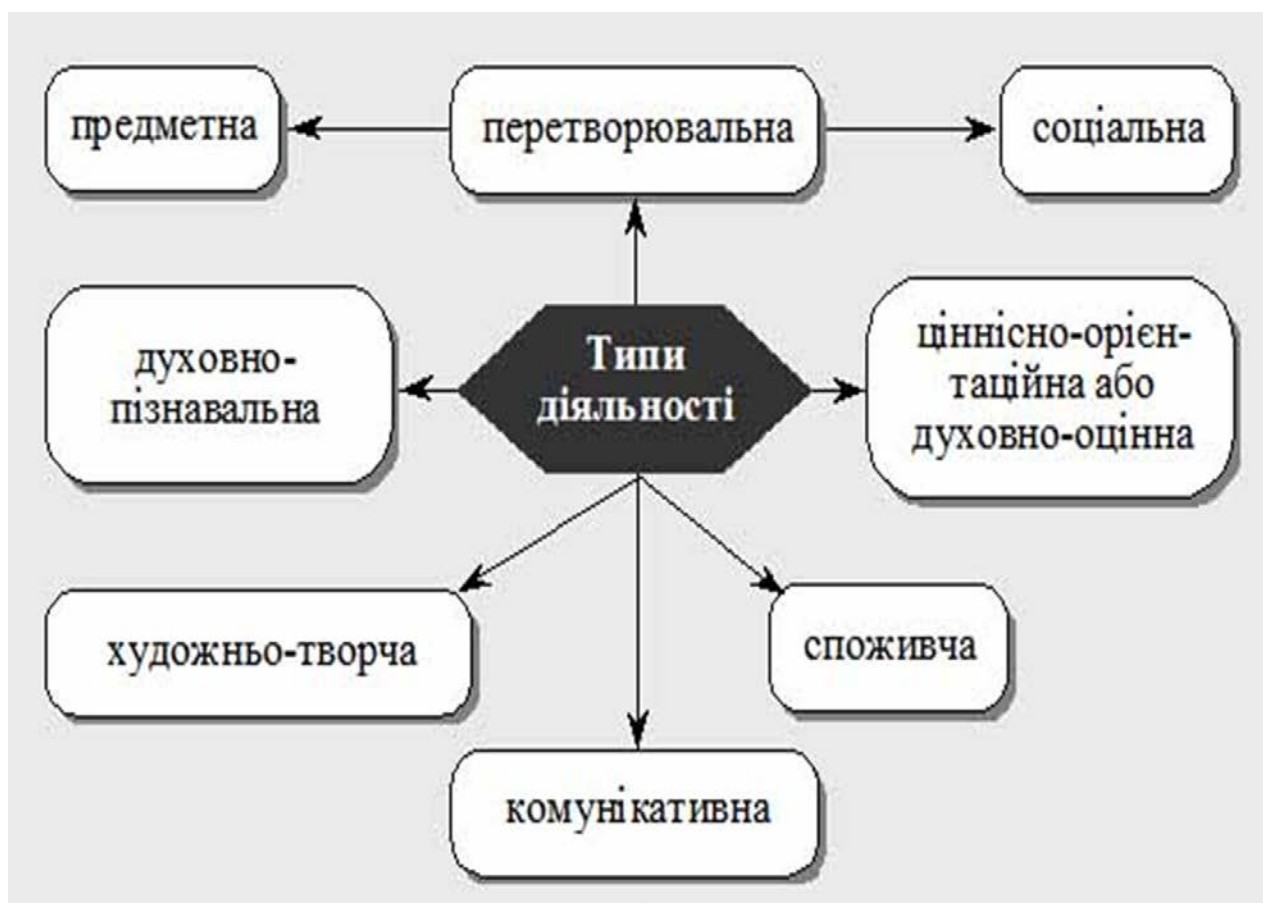 предметна
перетворювальна
соціальна
духовно-
пізнавальна
Типи
діяльності
ціннісно-орієн-
таційна або
духовно-оцінна
художньо-творча
споживча
комунікативна